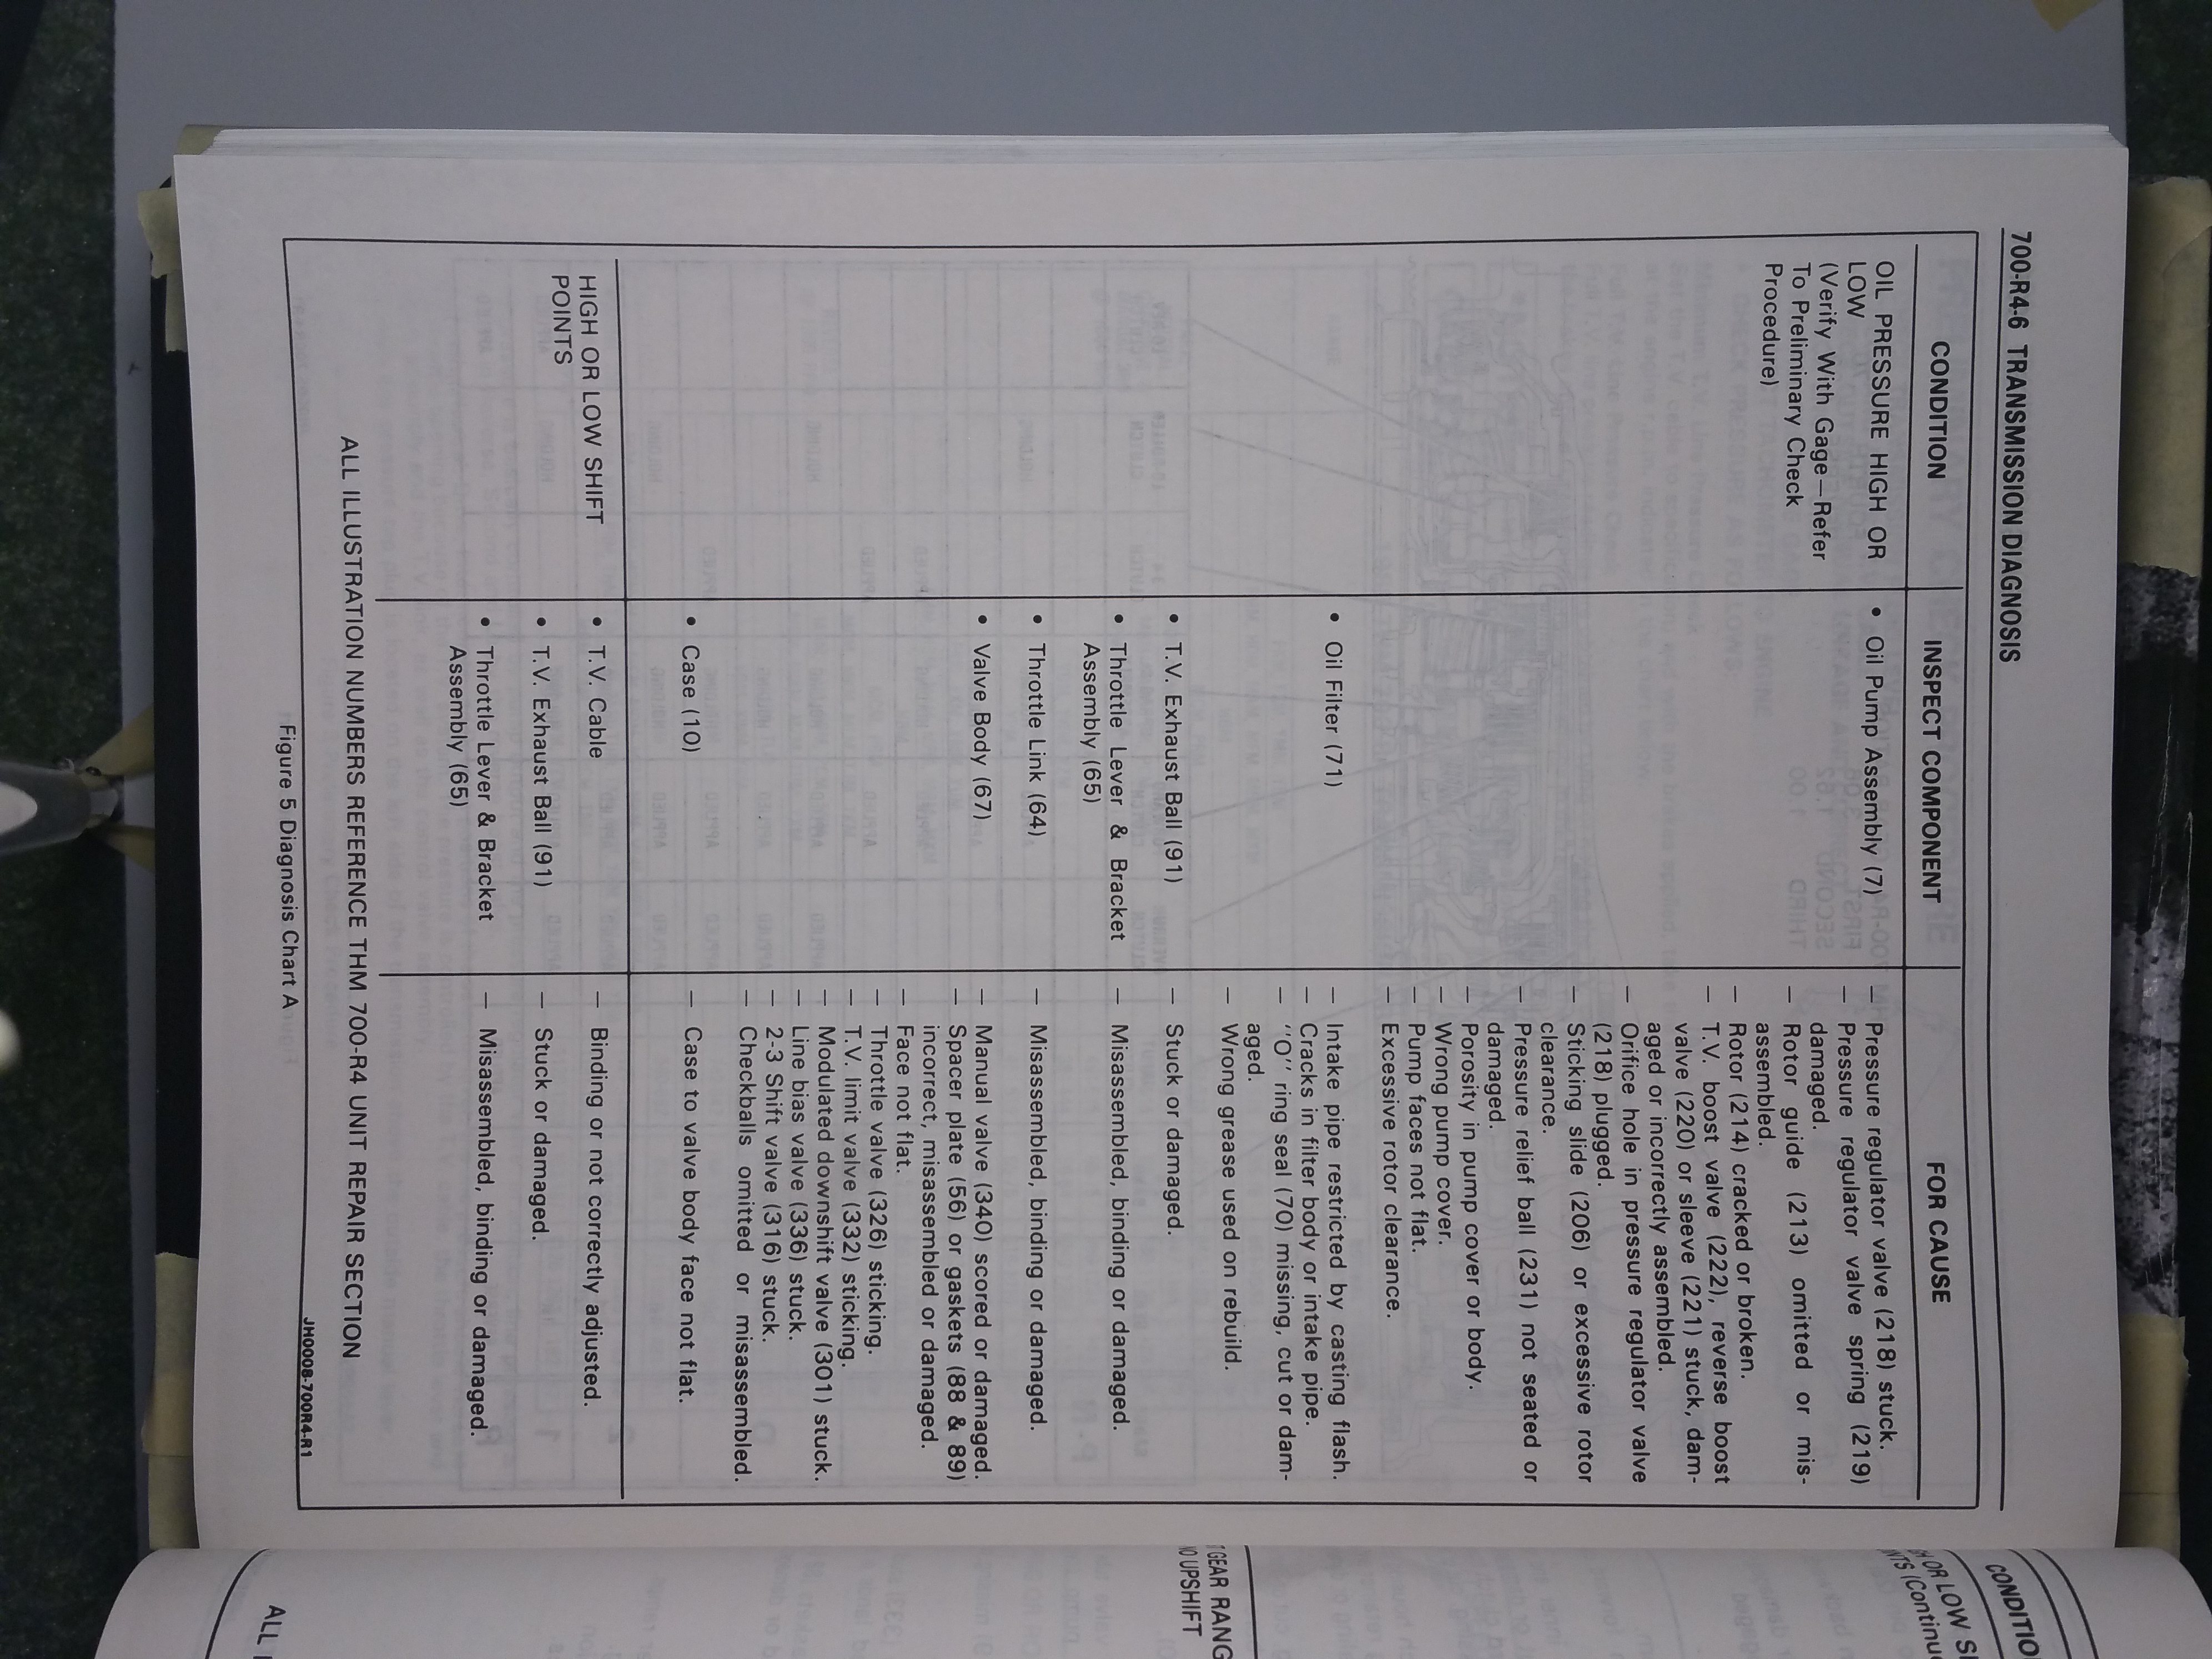 700-R4-6 TRANSMISSION DIAGNOSIS
CONDITION
INSPECT COMPONENT
FOR CAUSE
OIL PRESSURE HIGH OR
LOW
(Verify With Gage—Refer
To Preliminary Check
Procedure)
• Oil Pump Assembly (7)
— Pressure regulator valve (218) stuck.
— Pressure regulator valve spring (219)
damaged.
— Rotor guide (213) omitted or mis-
assembled.
— Rotor (214) cracked or broken.
— T.V. boost valve (222), reverse boost
valve (220) or sleeve (221) stuck, dam-
aged or incorrectly assembled.
— Orifice hole in pressure regulator valve
(218) plugged.
— Sticking slide (206) or excessive rotor
clearance.
— Pressure relief ball (231) not seated or
damaged.
— Porosity in pump cover or body.
— Wrong pump cover.
— Pump faces not flat.
— Excessive rotor clearance.
• Oil Filter (71)
— Intake pipe restricted by casting flash.
— Cracks in filter body or intake pipe.
— ''O'' ring seal (70) missing, cut or dam-
aged.
— Wrong grease used on rebuild.
• T.V. Exhaust Ball (91)
— Stuck or damaged.
• Throttle Lever & Bracket
Assembly (65)
— Misassembled, binding or damaged.
• Throttle Link (64)
— Misassembled, binding or damaged.
• Valve Body (67)
— Manual valve (340) scored or damaged.
— Spacer plate (56) or gaskets (88 & 89)
incorrect, misassembled or damaged.
— Face not flat.
— Throttle valve (326) sticking.
— T.V. limit valve (332) sticking.
— Modulated downshift valve (301) stuck.
— Line bias valve (336) stuck.
— 2-3 Shift valve (316) stuck.
— Checkballs omitted or misassembled.
• Case (10)
— Case to valve body face not flat.
HIGH OR LOW SHIFT
POINTS
• T.V. Cable
— Binding or not correctly adjusted.
• T.V. Exhaust Ball (91)
— Stuck or damaged.
• Throttle Lever & Bracket
Assembly (65)
— Misassembled, binding or damaged.
ALL ILLUSTRATION NUMBERS REFERENCE THM 700-R4 UNIT REPAIR SECTION
JH0008-700R4-R1
Figure 5 Diagnosis Chart A
CONDITIO
GH OR LOW S
NTS (Continu
T GEAR RANG
NO UPSHIFT
ALL